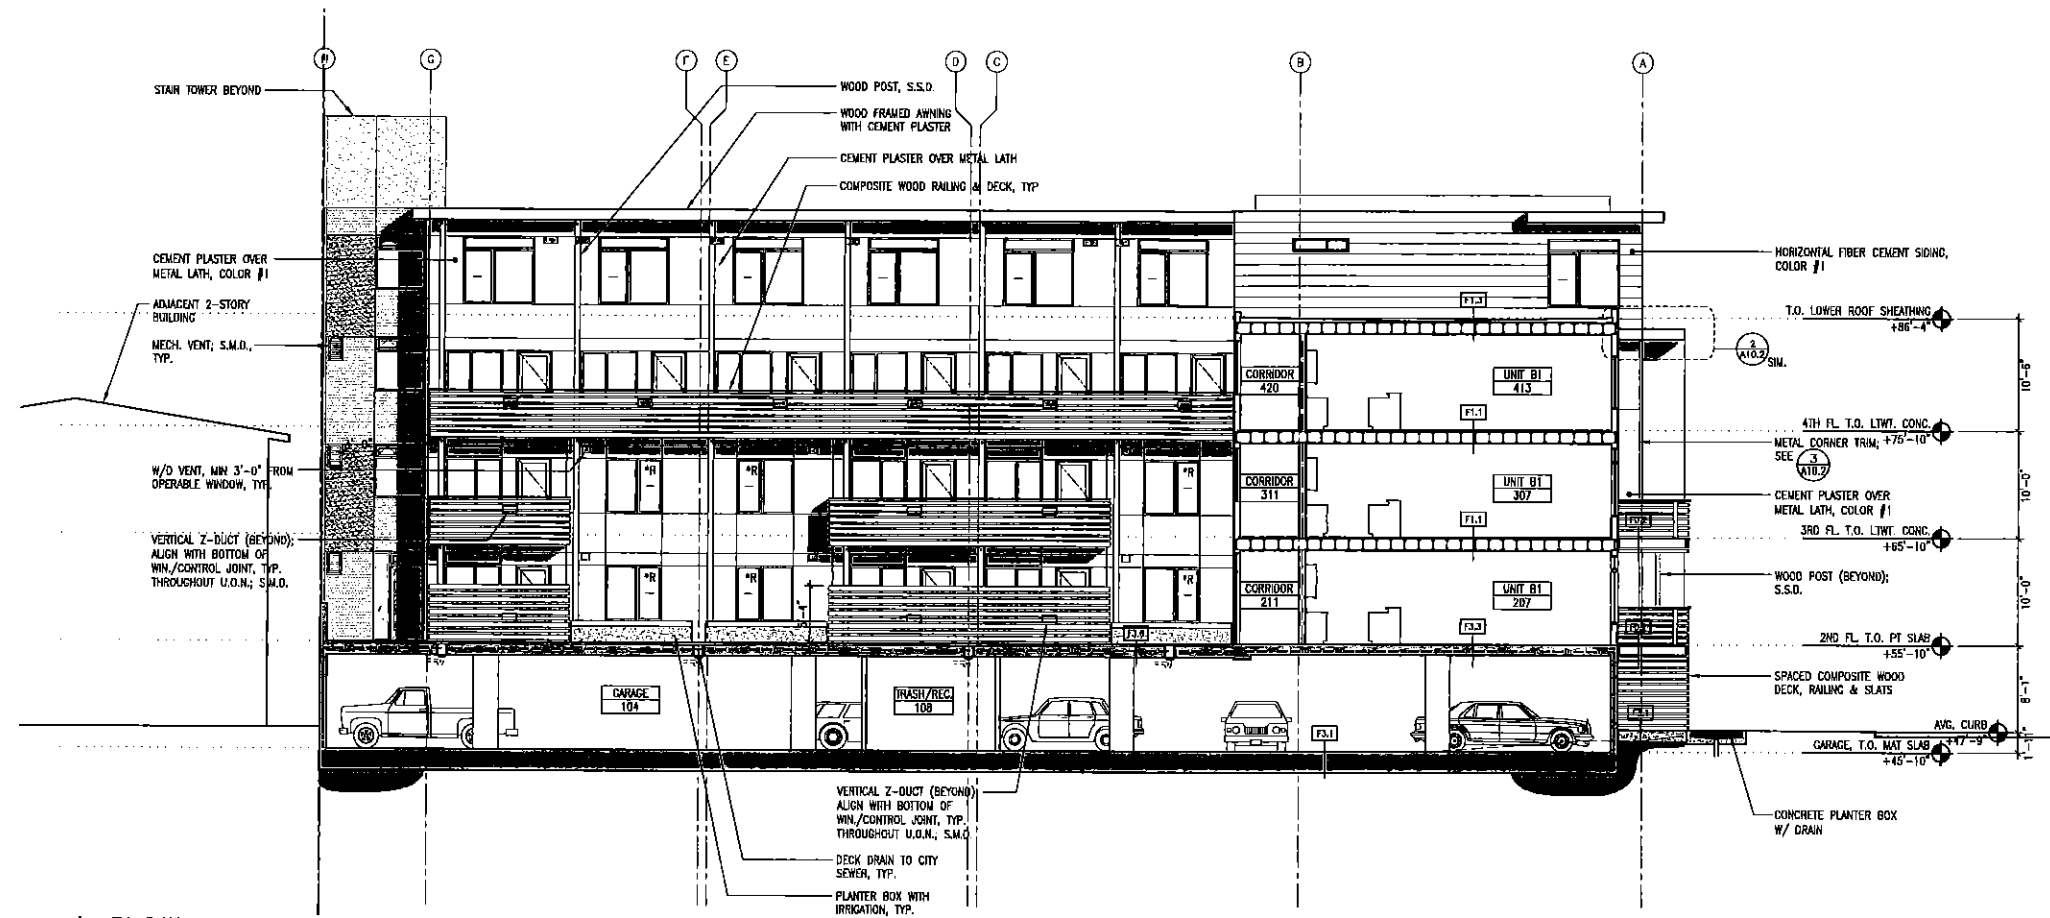 H
G
F
E
D
C
B
A
STAIR TOWER BEYOND
WOOD POST, S.S.D.
WOOD FRAMED AWNING
WITH CEMENT PLASTER
CEMENT PLASTER OVER METAL LATH
COMPOSITE WOOD RAILING & DECK, TYP
CEMENT PLASTER OVER
METAL LATH, COLOR #1
ADJACENT 2-STORY
BUILDING
MECH. VENT; S.M.D.,
TYP.
W/D VENT, MIN 3'-0" FROM
OPERABLE WINDOW, TYP.
VERTICAL Z-DUCT (BEYOND);
ALIGN WITH BOTTOM OF
WIN./CONTROL JOINT, TYP.
THROUGHOUT U.O.N.; S.M.D.
HORIZONTAL FIBER CEMENT SIDING,
COLOR #1
T.O. LOWER ROOF SHEATHING
+86'-4"
2
A10.2
SIM.
10'-6"
4TH FL. T.O. LTWT. CONC.
+75'-10"
METAL CORNER TRIM;
SEE
3
A10.2
10'-0"
CEMENT PLASTER OVER
METAL LATH, COLOR #1
3RD FL. T.O. LTWT. CONC.
+65'-10"
WOOD POST (BEYOND);
S.S.D.
10'-0"
2ND FL. T.O. PT SLAB
+55'-10"
SPACED COMPOSITE WOOD
DECK, RAILING & SLATS
8'-1"
AVG. CURB
+47'-9"
GARAGE, T.O. MAT SLAB
+45'-10"
CONCRETE PLANTER BOX
W/ DRAIN
F1.3
CORRIDOR
420
UNIT B1
413
F1.1
CORRIDOR
311
UNIT B1
307
F1.1
CORRIDOR
211
UNIT B1
207
F3.3
*R
*R
*R
*R
*R
*R
5'-4"
GARAGE
104
TRASH/REC.
108
F3.1
VERTICAL Z-DUCT (BEYOND)
ALIGN WITH BOTTOM OF
WIN./CONTROL JOINT, TYP.
THROUGHOUT U.O.N.; S.M.D.
DECK DRAIN TO CITY
SEWER, TYP.
PLANTER BOX WITH
IRRIGATION, TYP.